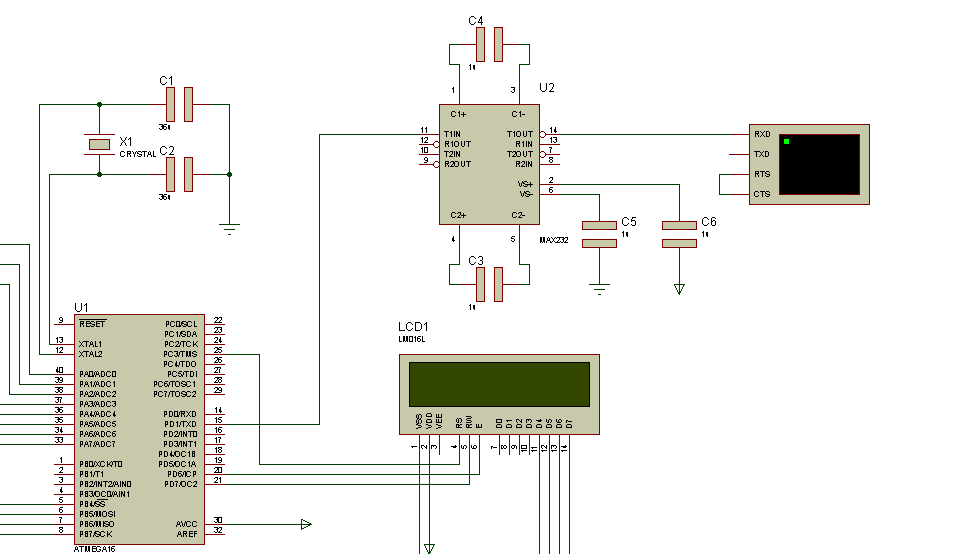 C4
1u
1
3
U2
C1+
C1-
11
T1IN
T1OUT
14
12
R1OUT
R1IN
13
10
T2IN
T2OUT
7
9
R2OUT
R2IN
8
VS+
2
VS-
6
C2+
C2-
4
5
MAX232
C3
1u
C5
1u
C6
1u
RXD
TXD
RTS
CTS
C1
X1
CRYSTAL
C2
U1
9
RESET
PC0/SCL
22
PC1/SDA
23
13
XTAL1
PC2/TCK
24
12
XTAL2
PC3/TMS
25
PC4/TDO
26
40
PA0/ADC0
PC5/TDI
27
39
PA1/ADC1
PC6/TOSC1
28
38
PA2/ADC2
PC7/TOSC2
29
37
PA3/ADC3
36
PA4/ADC4
PD0/RXD
14
35
PA5/ADC5
PD1/TXD
15
34
PA6/ADC6
PD2/INT0
16
33
PA7/ADC7
PD3/INT1
17
PD4/OC1B
18
1
PB0/XCK/T0
PD5/OC1A
19
2
PB1/T1
PD6/ICP
20
3
PB2/INT2/AIN0
PD7/OC2
21
4
PB3/OC0/AIN1
5
PB4/SS
6
PB5/MOSI
7
PB6/MISO
AVCC
30
8
PB7/SCK
AREF
32
ATMEGA16
LCD1
LM016L
VSS
VDD
VEE
RS
RW
E
D0
D1
D2
D3
D4
D5
D6
D7
1
2
3
4
5
6
7
8
9
10
11
12
13
14